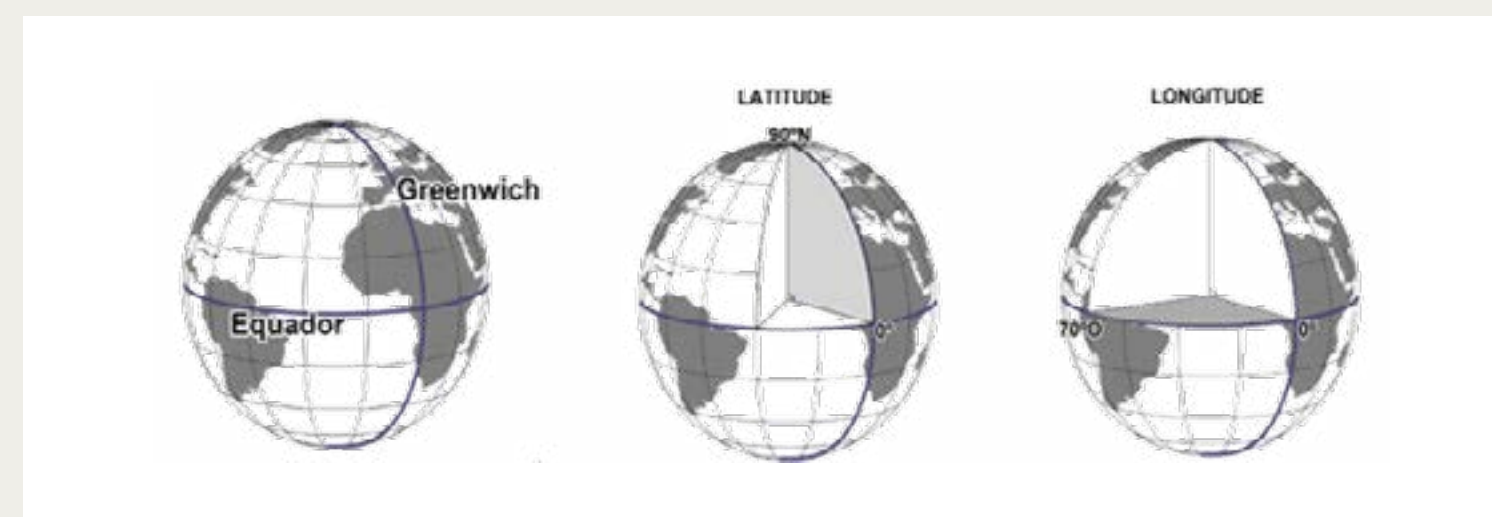 Greenwich
Equador
LATITUDE
90°N
0°
LONGITUDE
70°O
0°